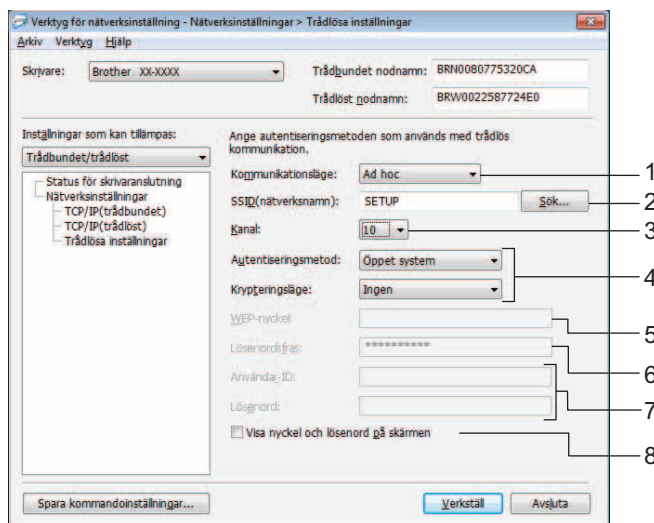 Verktyg för nätverksinställning - Nätverksinställningar > Trådlösa inställningar
Arkiv Verktyg Hjälp
Skrivare: Brother XX-XXXX
Trådbundet nodnamn: BRN0080775320CA
Trådlöst nodnamn: BRW0022587724E0
Inställningar som kan tillämpas:
Trådbundet/trådlöst
Status för skrivaranslutning
Nätverksinställningar
TCP/IP(trådbundet)
TCP/IP(trådlöst)
Trådlösa inställningar
Ange autentiseringsmetoden som används med trådlös
kommunikation.
Kommunikationsläge: Ad hoc 1
SSID(nätverksnamn): SETUP Sök... 2
Kanal: 10 3
Autentiseringsmetod: Öppet system
4
Krypteringsläge: Ingen
WEP-nyckel: 5
Lösenordsfras: ********** 6
Användar-ID:
7
Lösenord:
Visa nyckel och lösenord på skärmen 8
Spara kommandoinställningar... Verkställ Avsluta